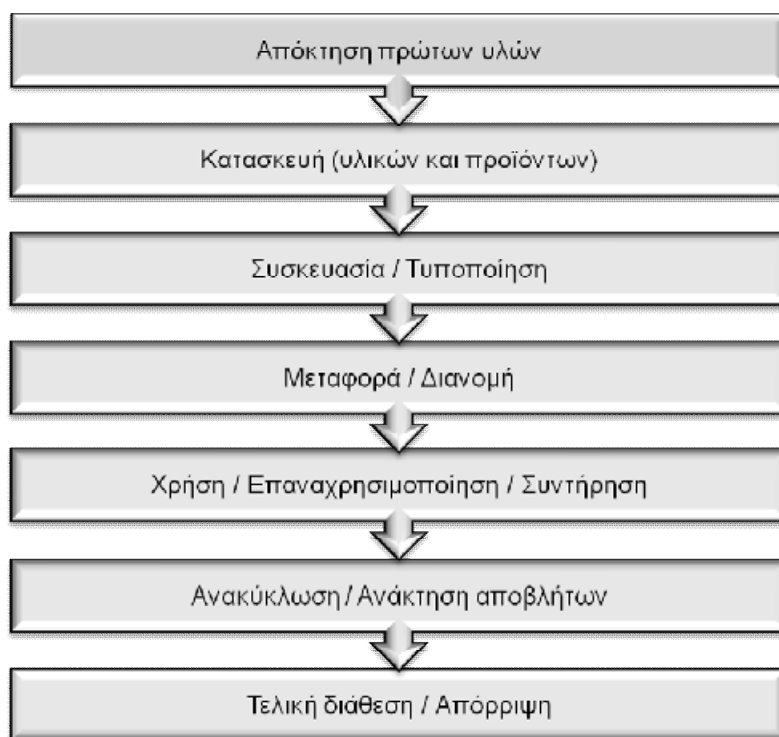 Απόκτηση πρώτων υλών
Κατασκευή (υλικών και προϊόντων)
Συσκευασία / Τυποποίηση
Μεταφορά / Διανομή
Χρήση / Επαναχρησιμοποίηση / Συντήρηση
Ανακύκλωση / Ανάκτηση αποβλήτων
Τελική διάθεση / Απόρριψη